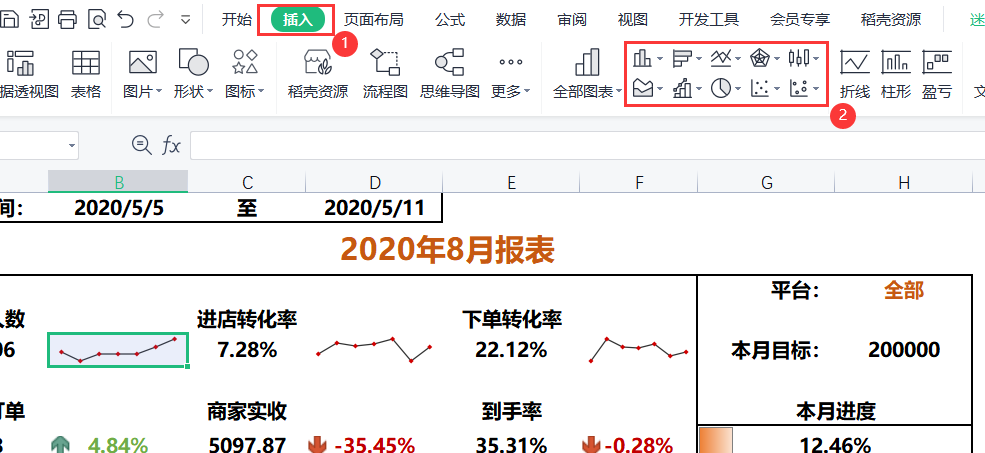 开始 插入 页面布局 公式 数据 审阅 视图 开发工具 会员专享 稻壳资源
1
据透视图 表格 图片 形状 图标 稻壳资源 流程图 思维导图 更多 全部图表 折线 柱形 盈亏
2
fx
B C D E F G H
间： 2020/5/5 至 2020/5/11
2020年8月报表
平台： 全部
人数 进店转化率 下单转化率
06 7.28% 22.12% 本月目标： 200000
订单 商家实收 到手率 本月进度
4.84% 5097.87 -35.45% 35.31% -0.28% 12.46%